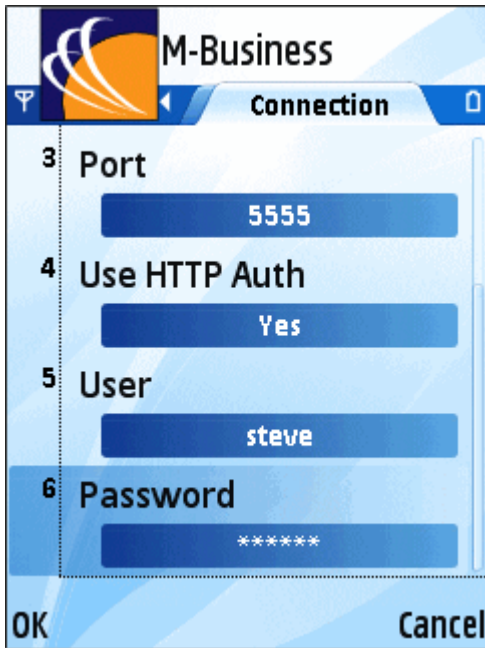 M-Business
Connection
3 Port
5555
4 Use HTTP Auth
Yes
5 User
steve
6 Password
******
OK Cancel